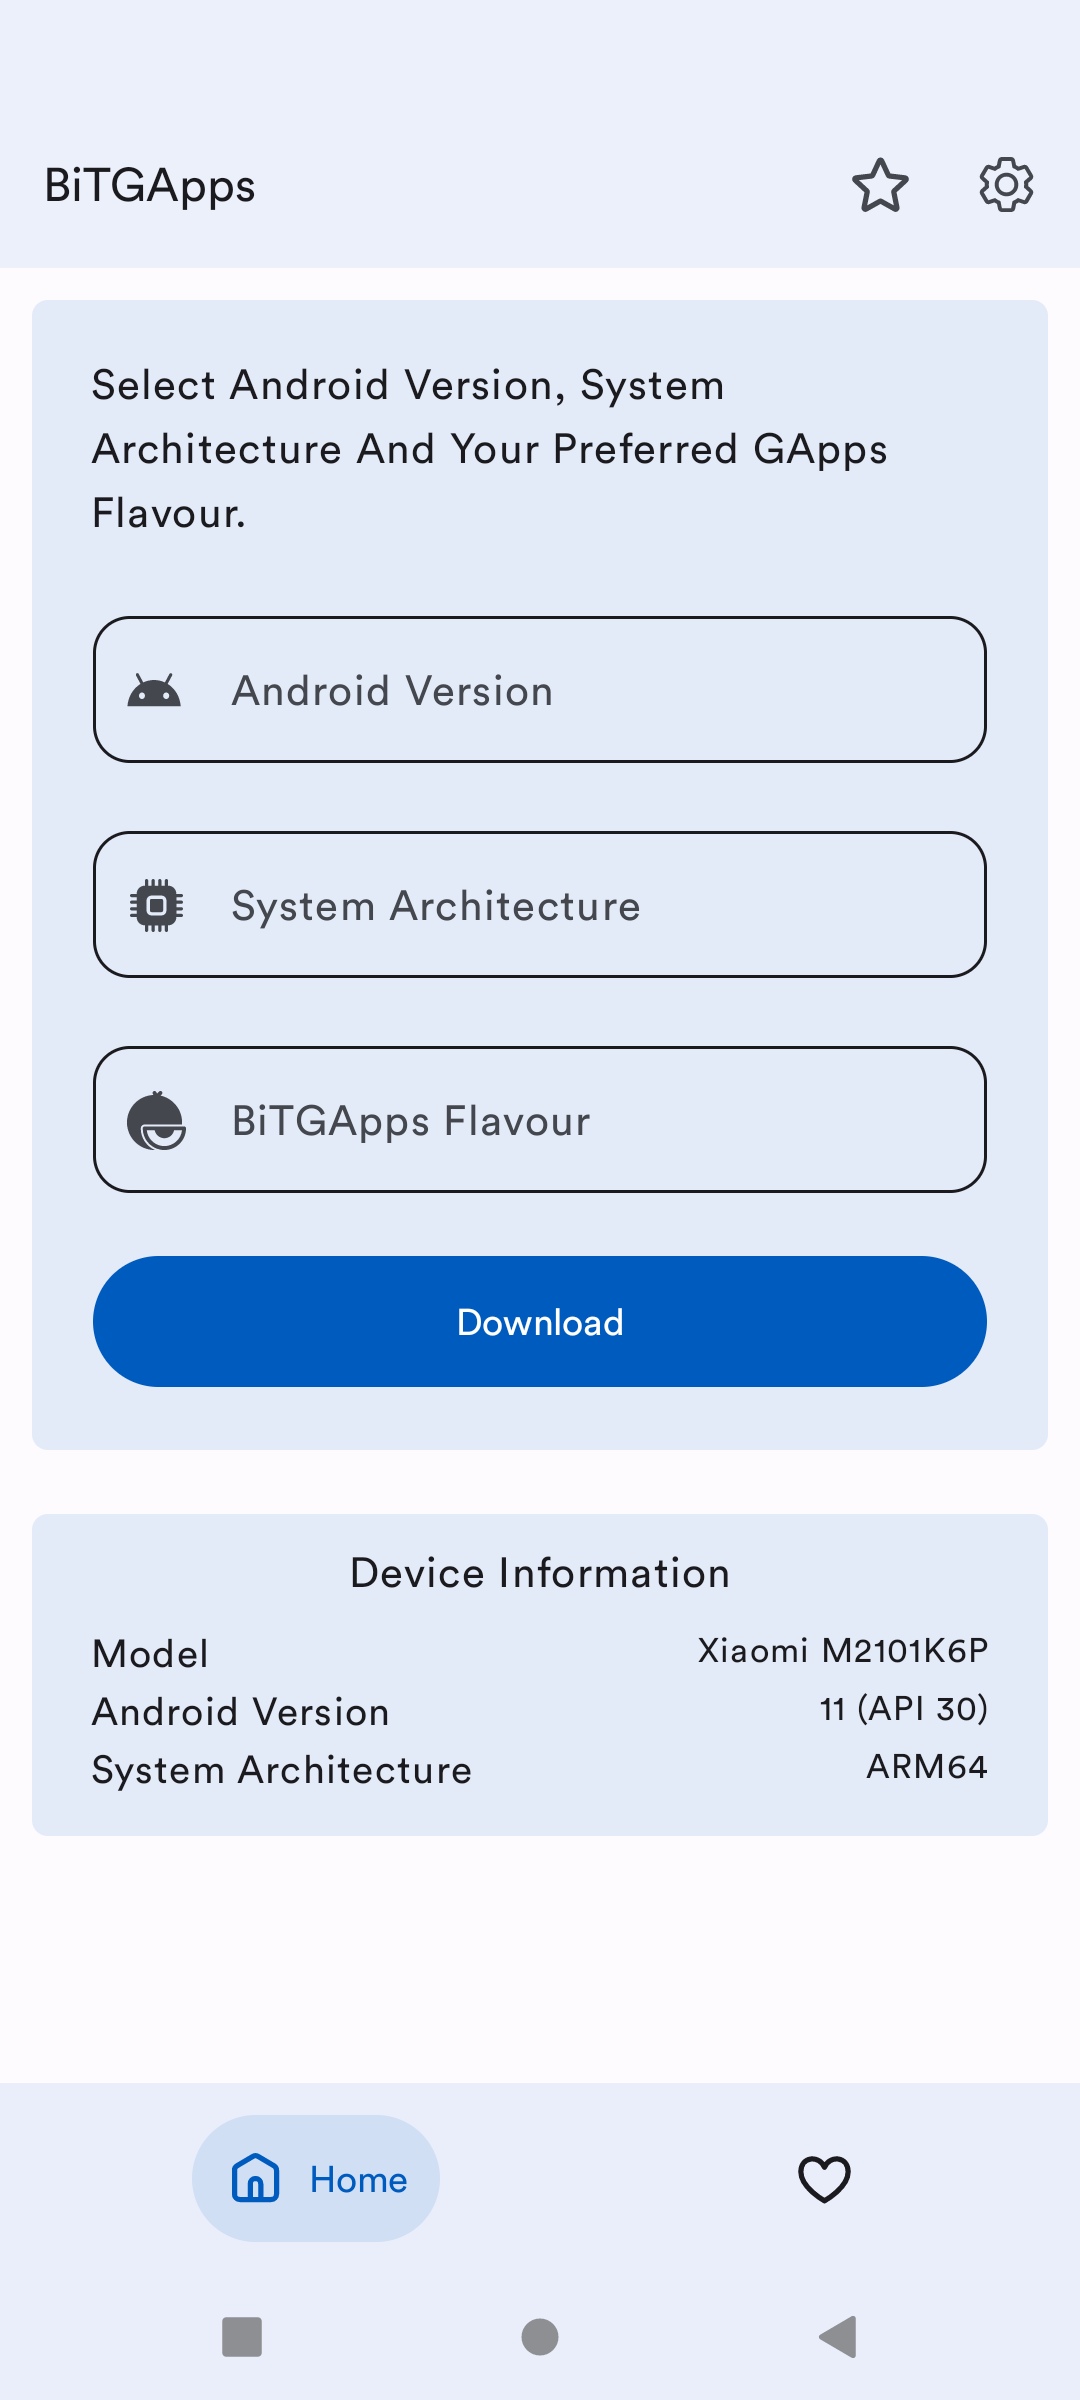 BiTGApps
Select Android Version, System
Architecture And Your Preferred GApps
Flavour.
Android Version
System Architecture
BiTGApps Flavour
Download
Device Information
Model Xiaomi M2101K6P
Android Version 11 (API 30)
System Architecture ARM64
Home